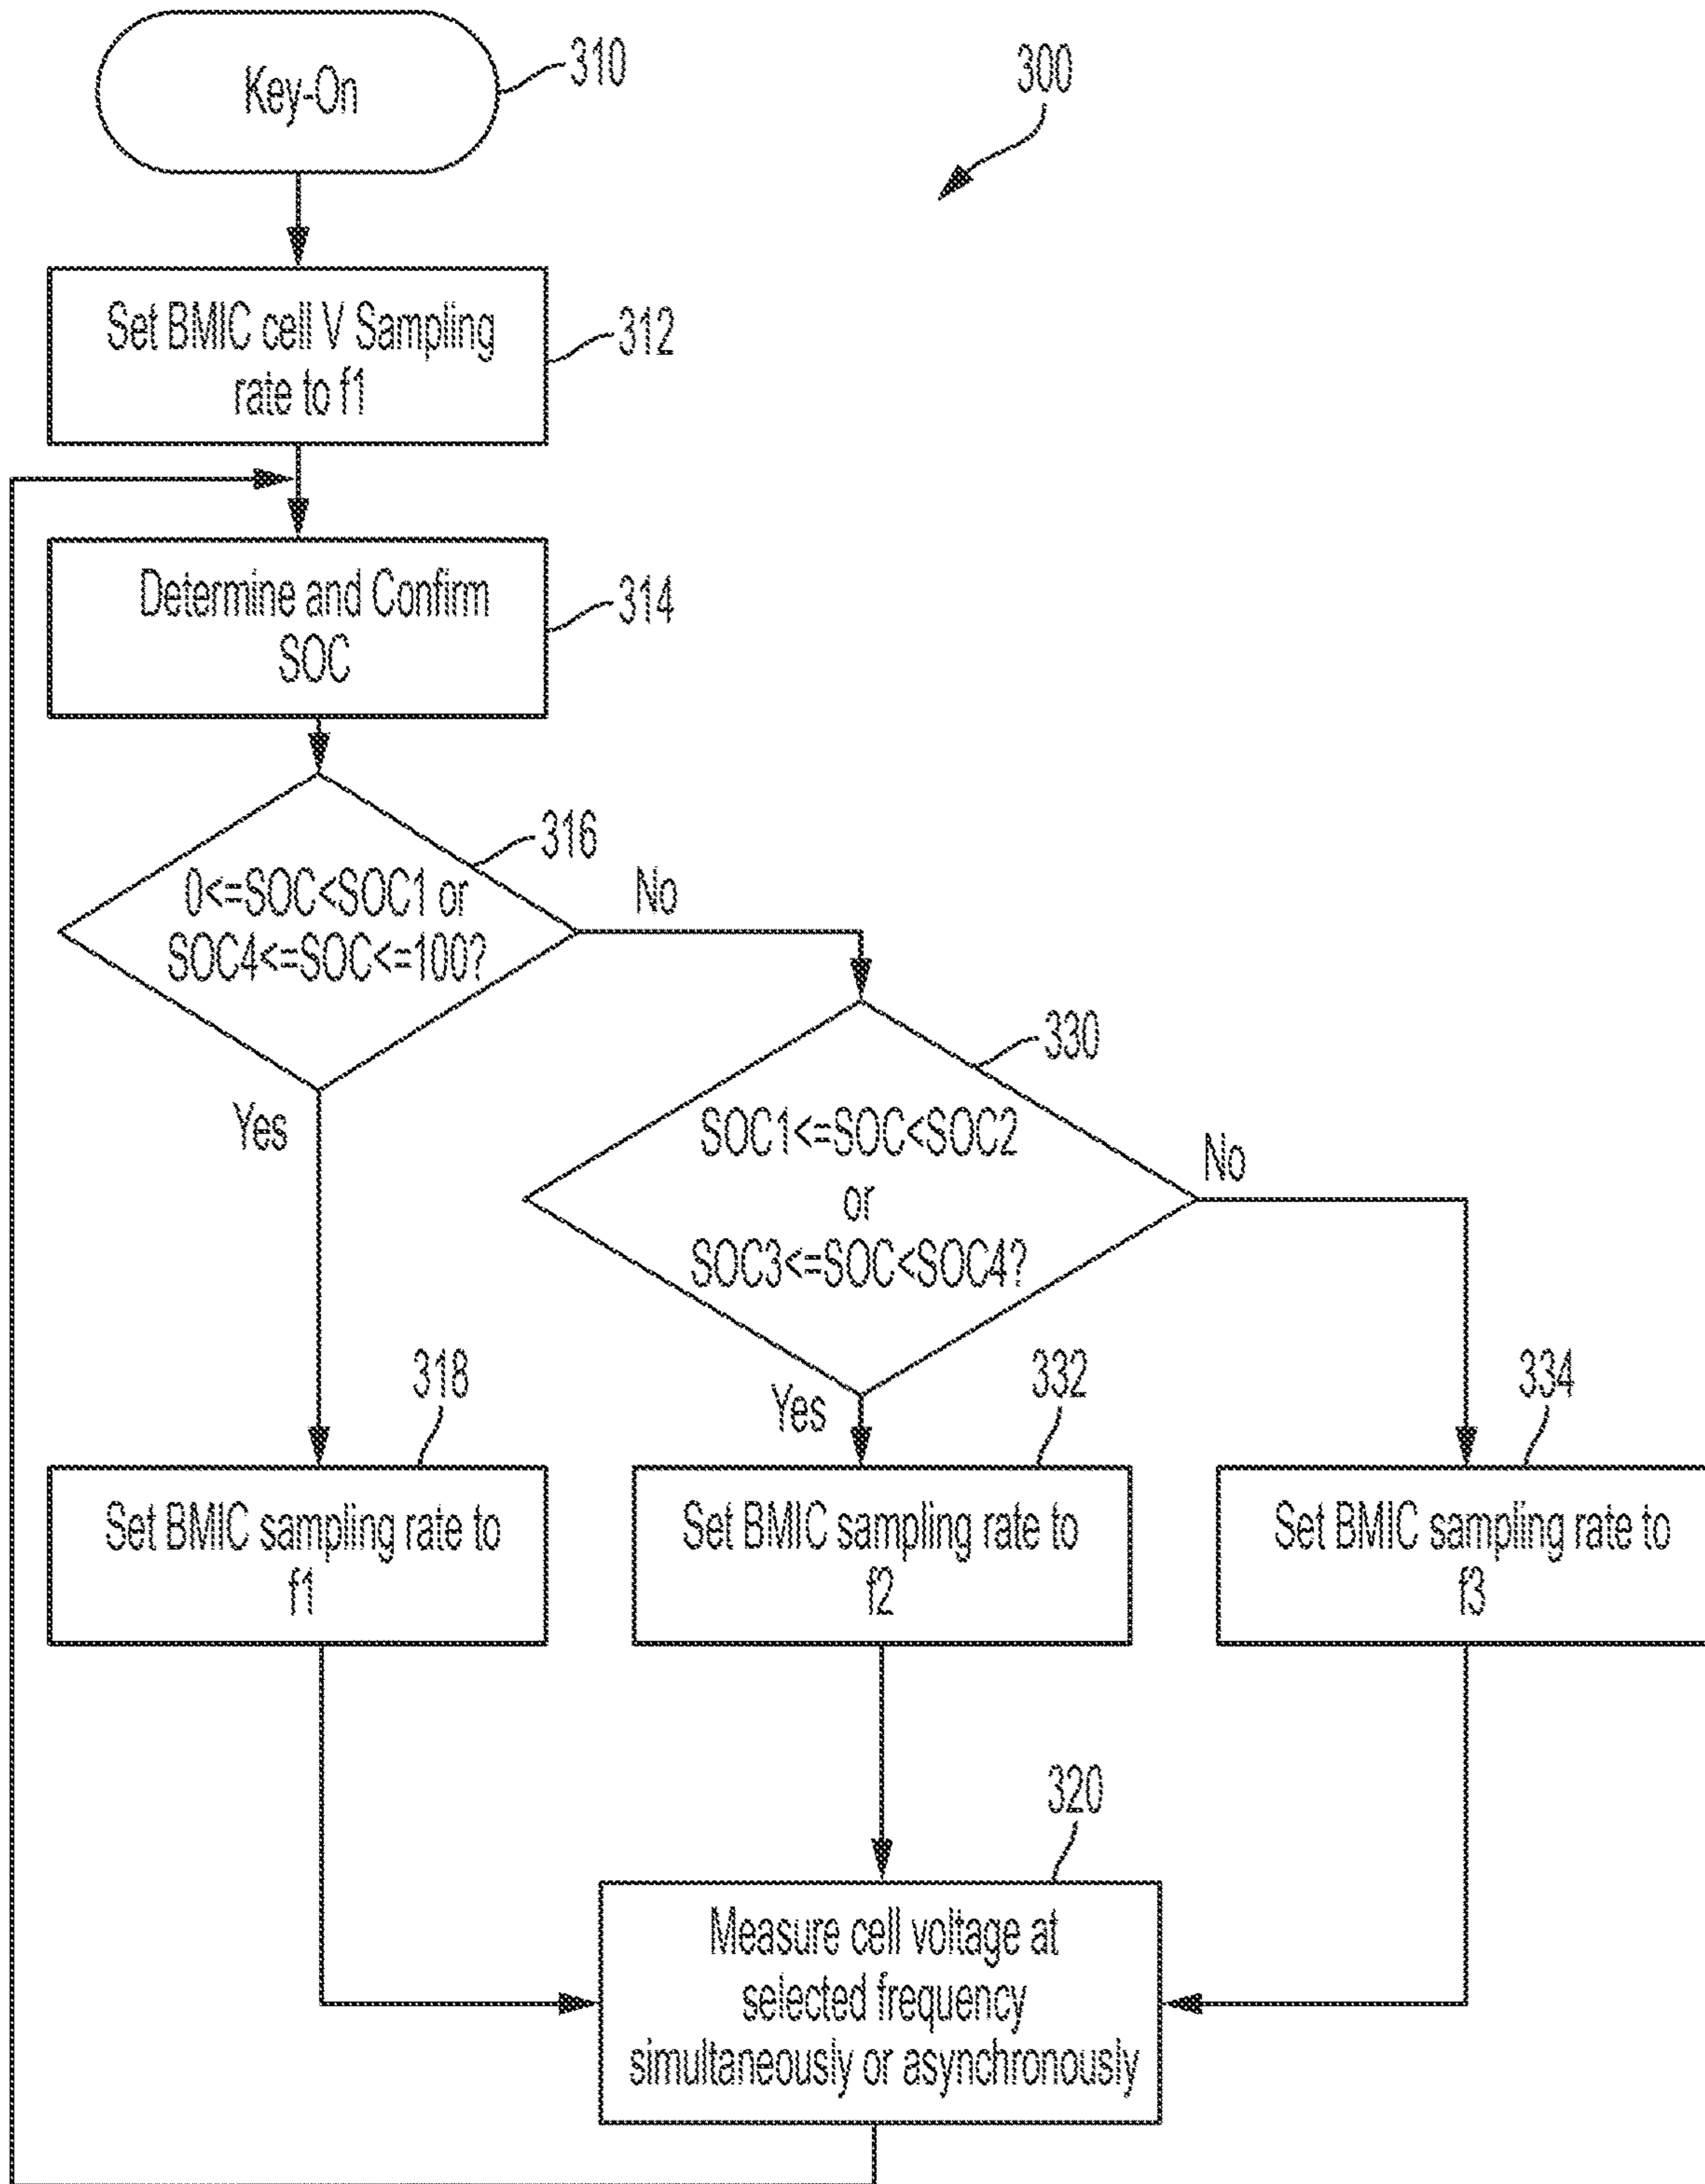 Key-On
310
300
Set BMIC cell V Sampling
rate to f1
312
Determine and Confirm
SOC
314
316
0<=SOC<SOC1 or
SOC4<=SOC<=100?
No
Yes
330
SOC1<=SOC<SOC2
or
SOC3<=SOC<SOC4?
No
Yes
318
332
334
Set BMIC sampling rate to
f1
Set BMIC sampling rate to
f2
Set BMIC sampling rate to
f3
320
Measure cell voltage at
selected frequency
simultaneously or asynchronously